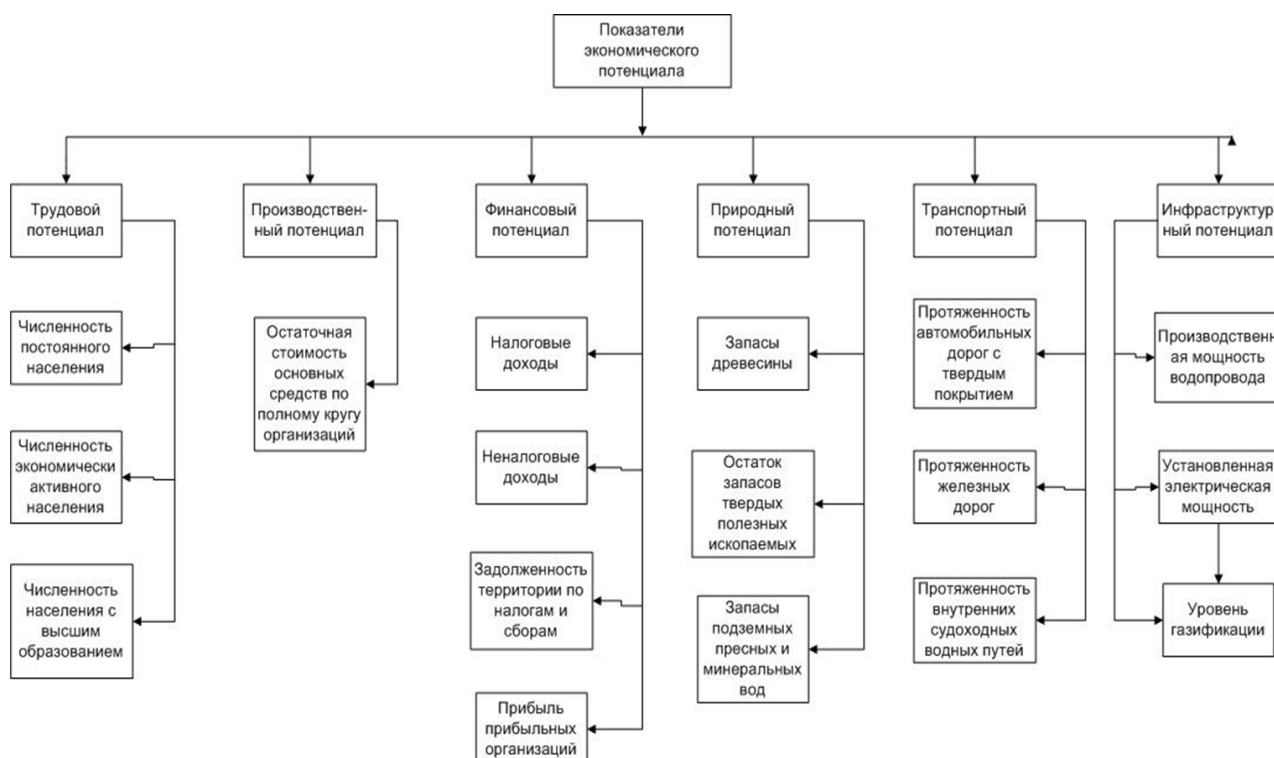 Показатели
экономического
потенциала
Трудовой
потенциал
Производствен-
ный потенциал
Финансовый
потенциал
Природный
потенциал
Транспортный
потенциал
Инфраструктур
ный потенциал
Численность
постоянного
населения
Численность
экономически
активного
населения
Численность
населения с
высшим
образованием
Остаточная
стоимость
основных
средств по
полному кругу
организаций
Налоговые
доходы
Неналоговые
доходы
Задолженность
территории по
налогам и
сборам
Прибыль
прибыльных
организаций
Запасы
древесины
Остаток
запасов
твердых
полезных
ископаемых
Запасы
подземных
пресных и
минеральных
вод
Протяженность
автомобильных
дорог с
твердым
покрытием
Протяженность
железных
дорог
Протяженность
внутренних
судоходных
водных путей
Производственн
ая мощность
водопровода
Установленная
электрическая
мощность
Уровень
газификации